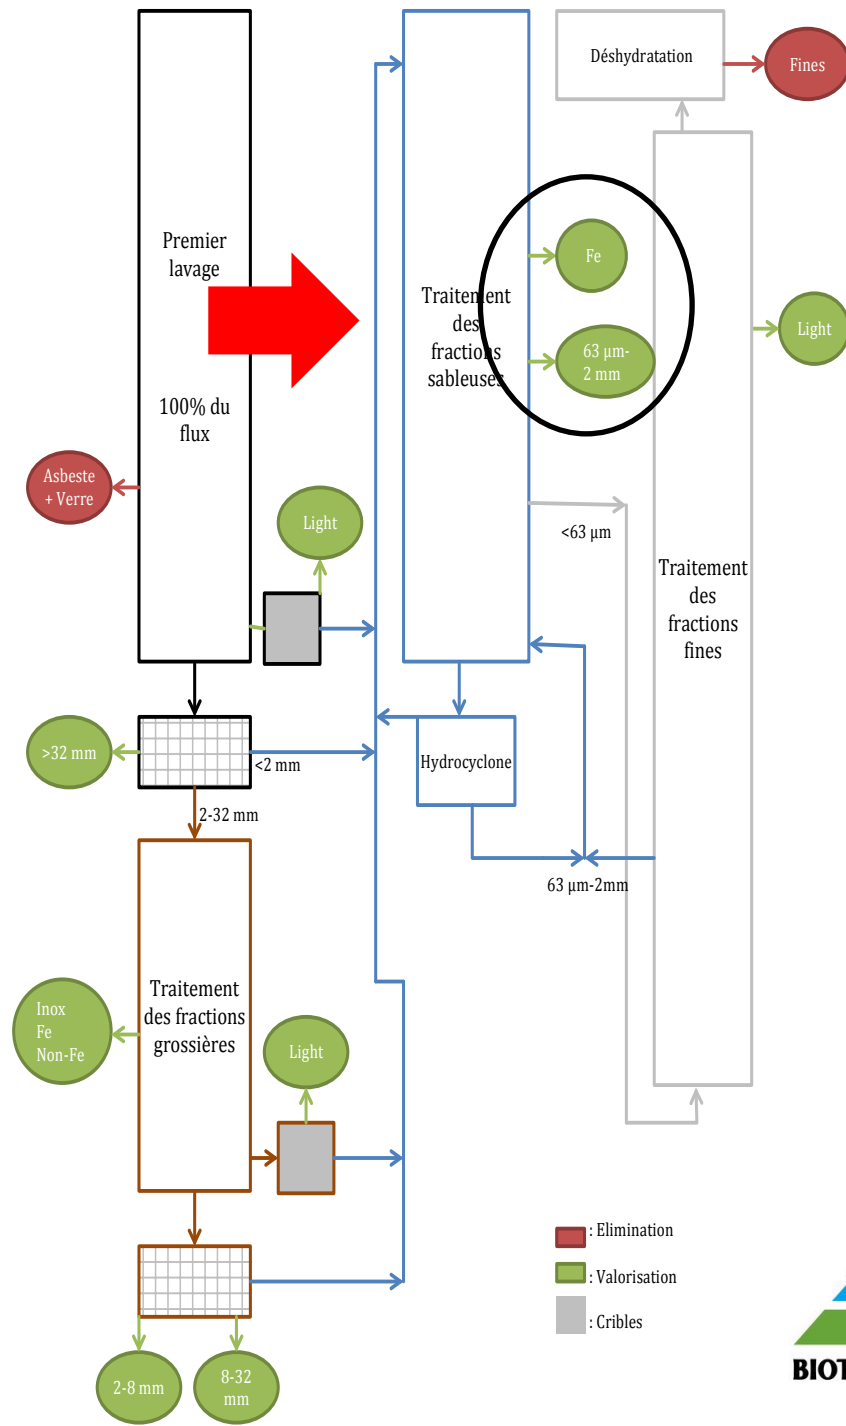 Déshydratation
Fines
Premier
lavage
100% du
flux
Fe
Traitement
des
fractions
sableuses
63 µm-
2 mm
Light
Asbeste
+ Verre
Light
<63 µm
Traitement
des
fractions
fines
>32 mm
<2 mm
Hydrocyclone
2-32 mm
63 µm-2mm
Inox
Fe
Non-Fe
Traitement
des fractions
grossières
Light
: Elimination
: Valorisation
: Cribles
2-8 mm
8-32
mm
BIOT